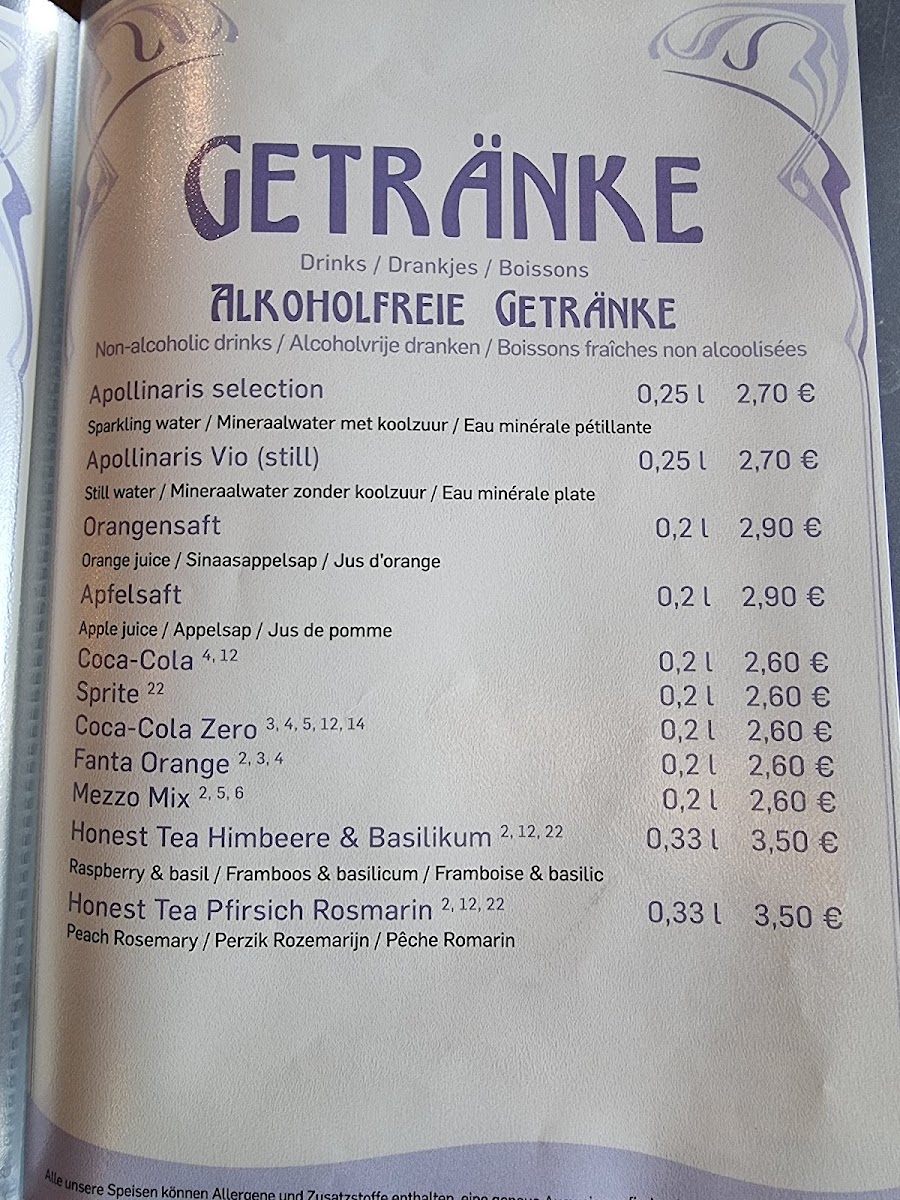 GETRÄNKE
Drinks / Drankjes / Boissons
ALKOHOLFREIE GETRÄNKE
Non-alcoholic drinks / Alcoholvrije dranken / Boissons fraîches non alcoolisées
Apollinaris selection 0,25 l 2,70 €
Sparkling water / Mineraalwater met koolzuur / Eau minérale pétillante
Apollinaris Vio (still) 0,25 l 2,70 €
Still water / Mineraalwater zonder koolzuur / Eau minérale plate
Orangensaft 0,2 l 2,90 €
Orange juice / Sinaasappelsap / Jus d'orange
Apfelsaft 0,2 l 2,90 €
Apple juice / Appelsap / Jus de pomme
Coca-Cola 4, 12 0,2 l 2,60 €
Sprite 22 0,2 l 2,60 €
Coca-Cola Zero 3, 4, 5, 12, 14 0,2 l 2,60 €
Fanta Orange 2, 3, 4 0,2 l 2,60 €
Mezzo Mix 2, 5, 6 0,2 l 2,60 €
Honest Tea Himbeere & Basilikum 2, 12, 22 0,33 l 3,50 €
Raspberry & basil / Framboos & basilicum / Framboise & basilic
Honest Tea Pfirsich Rosmarin 2, 12, 22 0,33 l 3,50 €
Peach Rosemary / Perzik Rozemarijn / Pêche Romarin
Alle unsere Speisen können Allergene und Zusatzstoffe enthalten, eine genaue